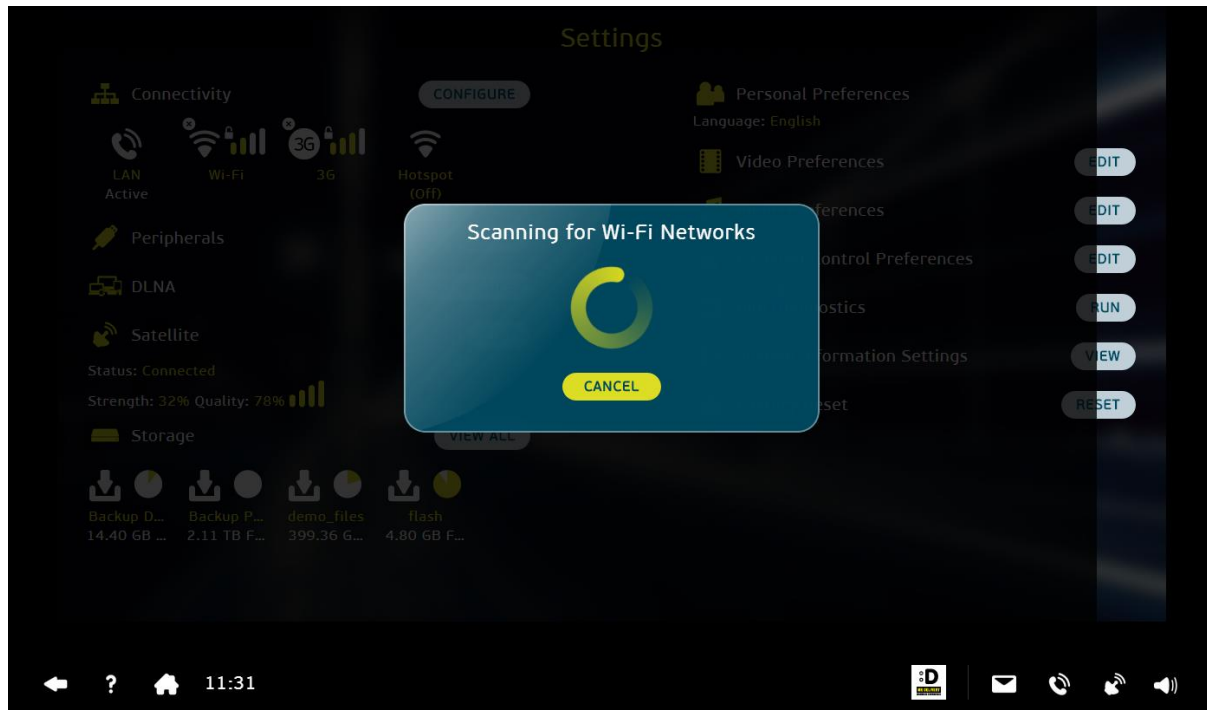 Settings
Connectivity
CONFIGURE
3G
LAN
Wi-Fi
3G
Hotspot
Active
(Off)
Peripherals
DLNA
Satellite
Status: Connected
Strength: 32% Quality: 78%
Storage
VIEW ALL
Backup D... Backup P... demo_files flash
14.40 GB ... 2.11 TB F... 399.36 G... 4.80 GB F...
Personal Preferences
Language: English
Video Preferences
EDIT
ferences
EDIT
ontrol Preferences
EDIT
ostics
RUN
formation Settings
VIEW
eset
RESET
Scanning for Wi-Fi Networks
CANCEL
? 11:31
:D